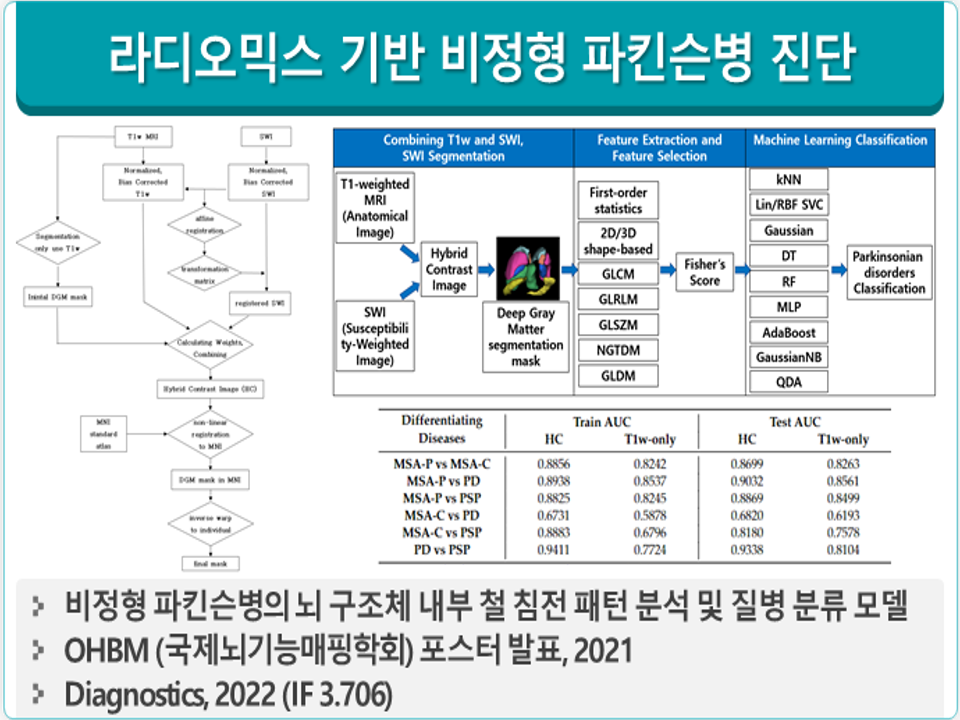 라디오믹스 기반 비정형 파킨슨병 진단
T1w MRI
SWI
Normalized,
Bias Corrected
T1w
Normalized,
Bias Corrected
SWI
affine
registration
Segmentation
only use T1w
transformation
matrix
Initial DGM mask
registered SWI
Calculating Weights,
Combining
Hybrid Contrast Image (HC)
MNI
standard
atlas
non-linear
registration
to MNI
DGM mask in MNI
inverse warp
to individual
final mask
Combining T1w and SWI,
SWI Segmentation
Feature Extraction and
Feature Selection
Machine Learning Classification
T1-weighted
MRI
(Anatomical
Image)
SWI
(Susceptibili
ty-Weighted
Image)
Hybrid
Contrast
Image
Deep Gray
Matter
segmentation
mask
First-order
statistics
2D/3D
shape-based
GLCM
GLRLM
GLSZM
NGTDM
GLDM
Fisher's
Score
kNN
Lin/RBF SVC
Gaussian
DT
RF
MLP
AdaBoost
GaussianNB
QDA
Parkinsonian
disorders
Classification
Differentiating Train AUC Test AUC
Diseases HC T1w-only HC T1w-only
MSA-P vs MSA-C 0.8856 0.8242 0.8699 0.8263
MSA-P vs PD 0.8938 0.8537 0.9032 0.8561
MSA-P vs PSP 0.8825 0.8245 0.8869 0.8499
MSA-C vs PD 0.6731 0.5878 0.6820 0.6193
MSA-C vs PSP 0.8883 0.6796 0.8180 0.7578
PD vs PSP 0.9411 0.7724 0.9338 0.8104
비정형 파킨슨병의 뇌 구조체 내부 철 침전 패턴 분석 및 질병 분류 모델
OHBM (국제뇌기능매핑학회) 포스터 발표, 2021
Diagnostics, 2022 (IF 3.706)